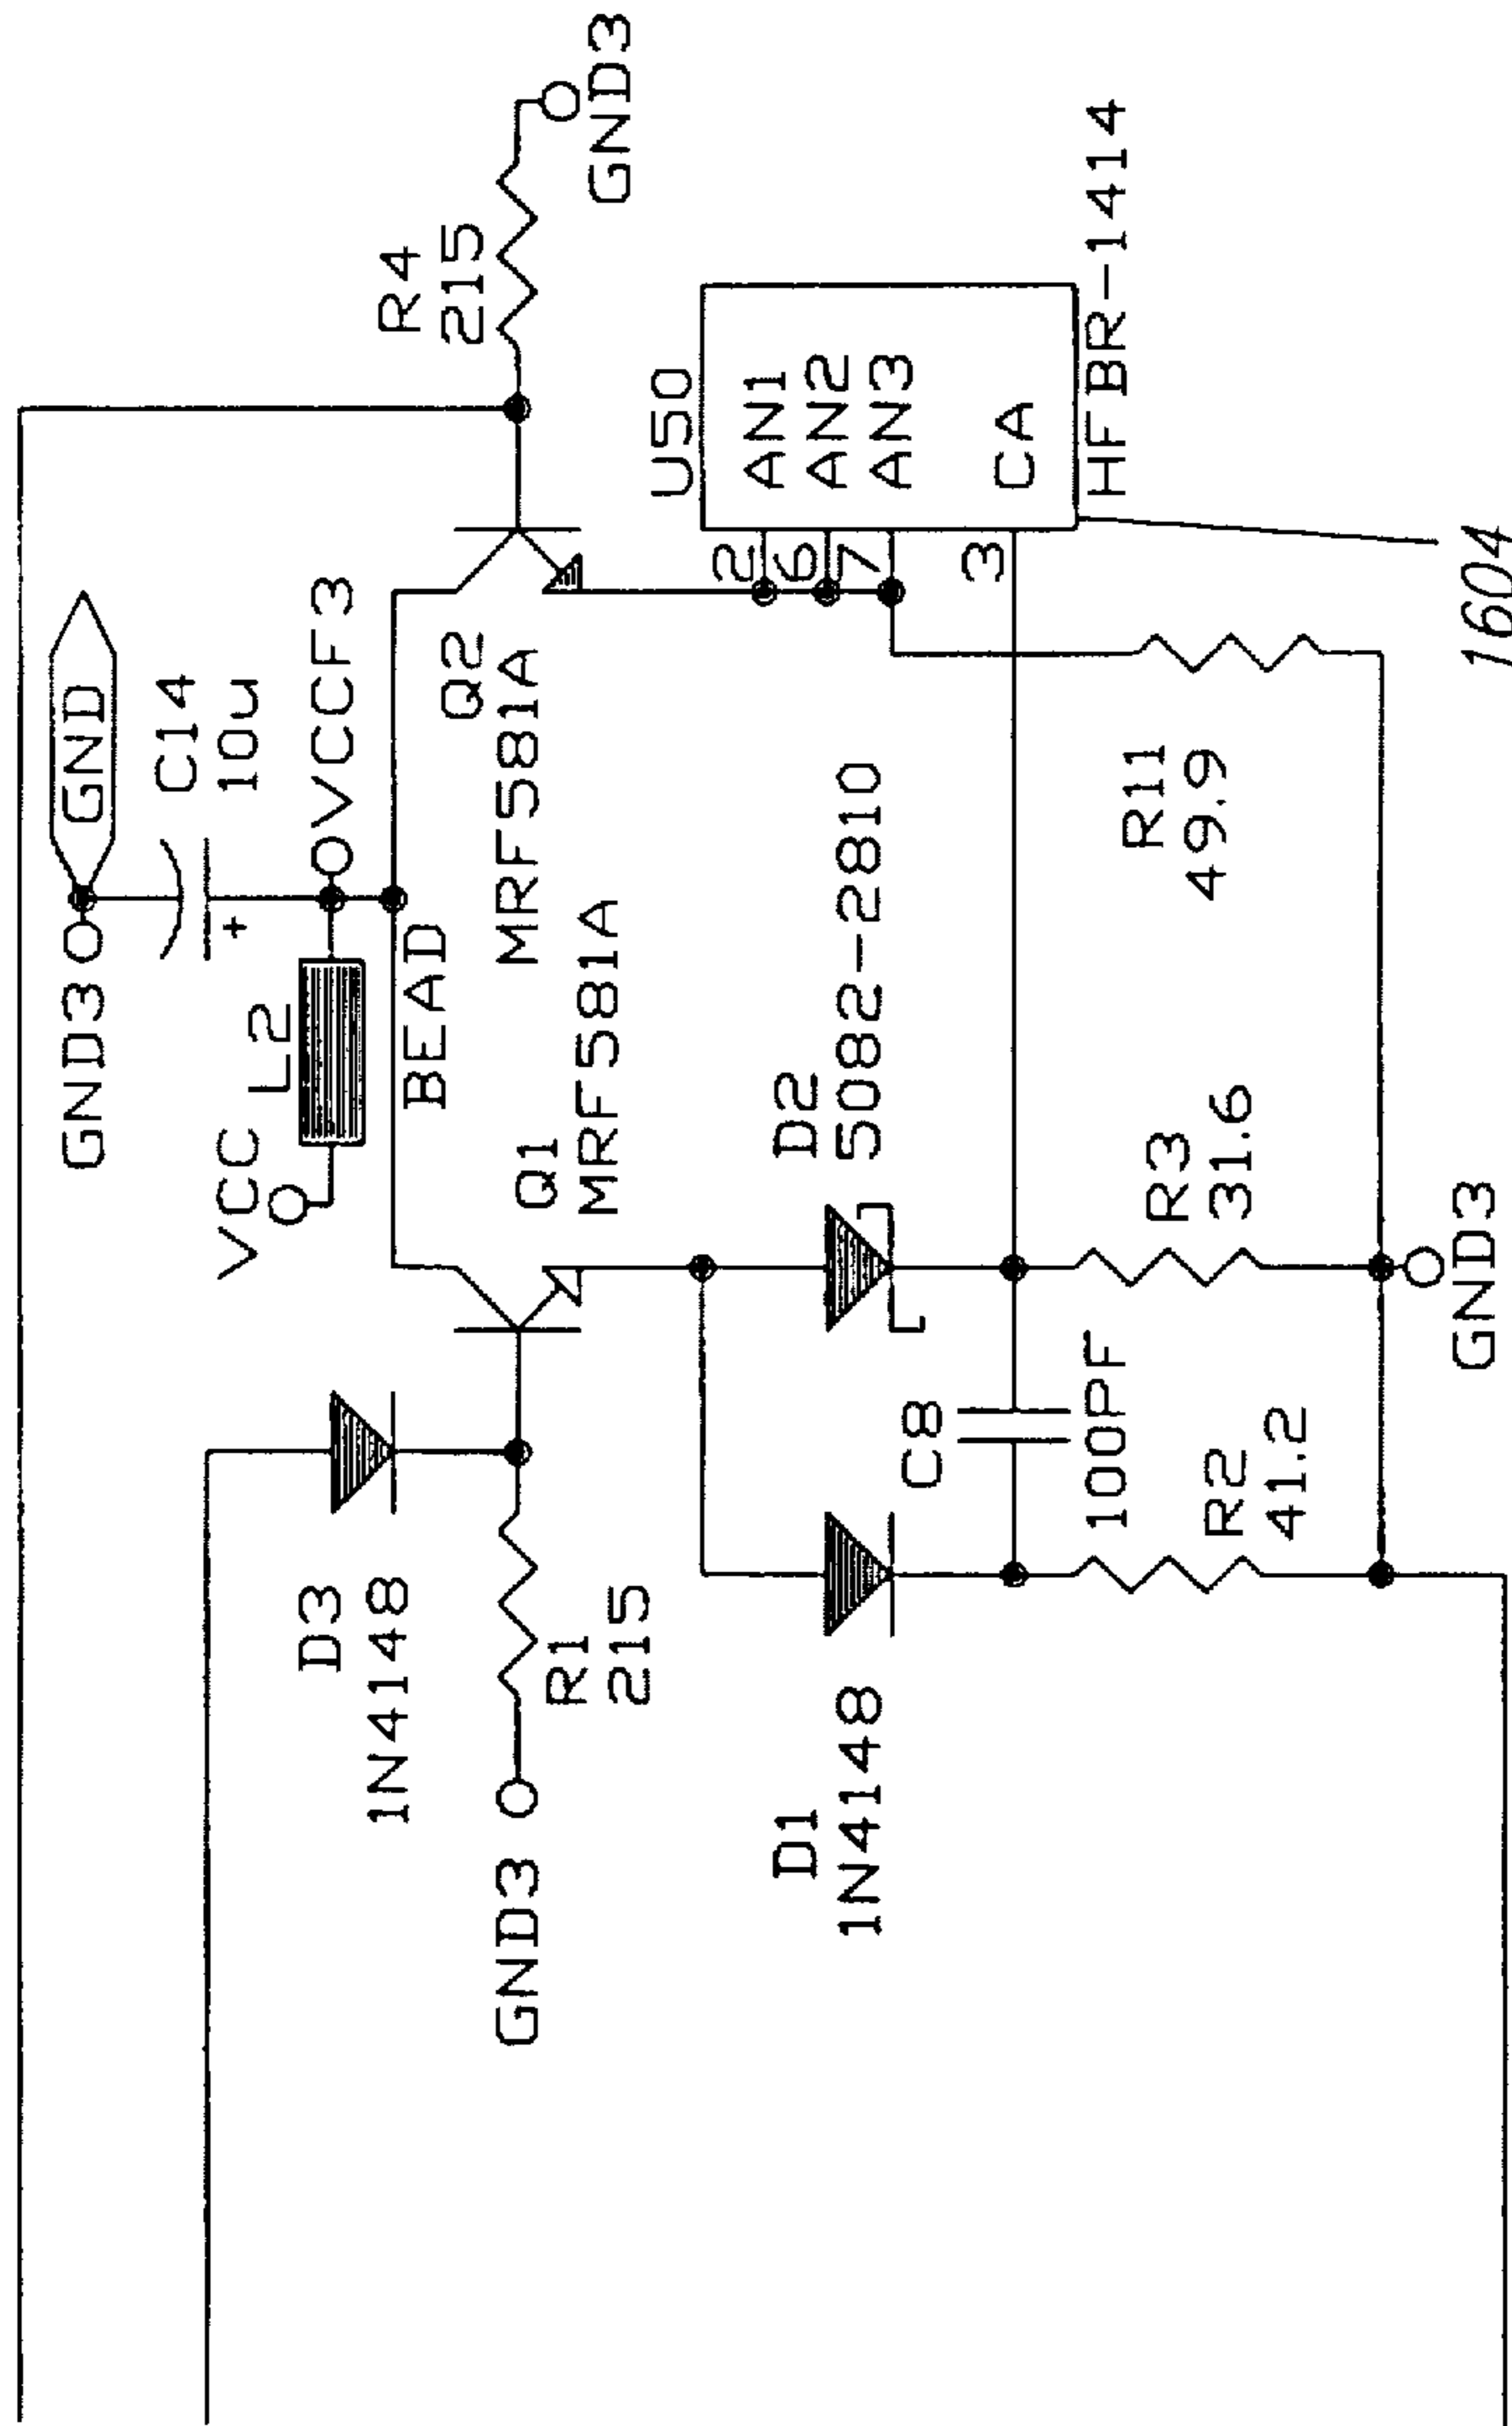 GND3
GND
C14
10u
VCC
L2
VCCF3
BEAD
R4
215
GND3
Q2
MRF581A
Q1
MRF581A
D3
1N4148
R1
215
GND3
U50
AN1
AN2
AN3
CA
2
6
7
3
HFBR-1414
1604
D2
5082-2810
D1
1N4148
C8
100PF
R11
49.9
R3
31.6
R2
41.2
GND3
+